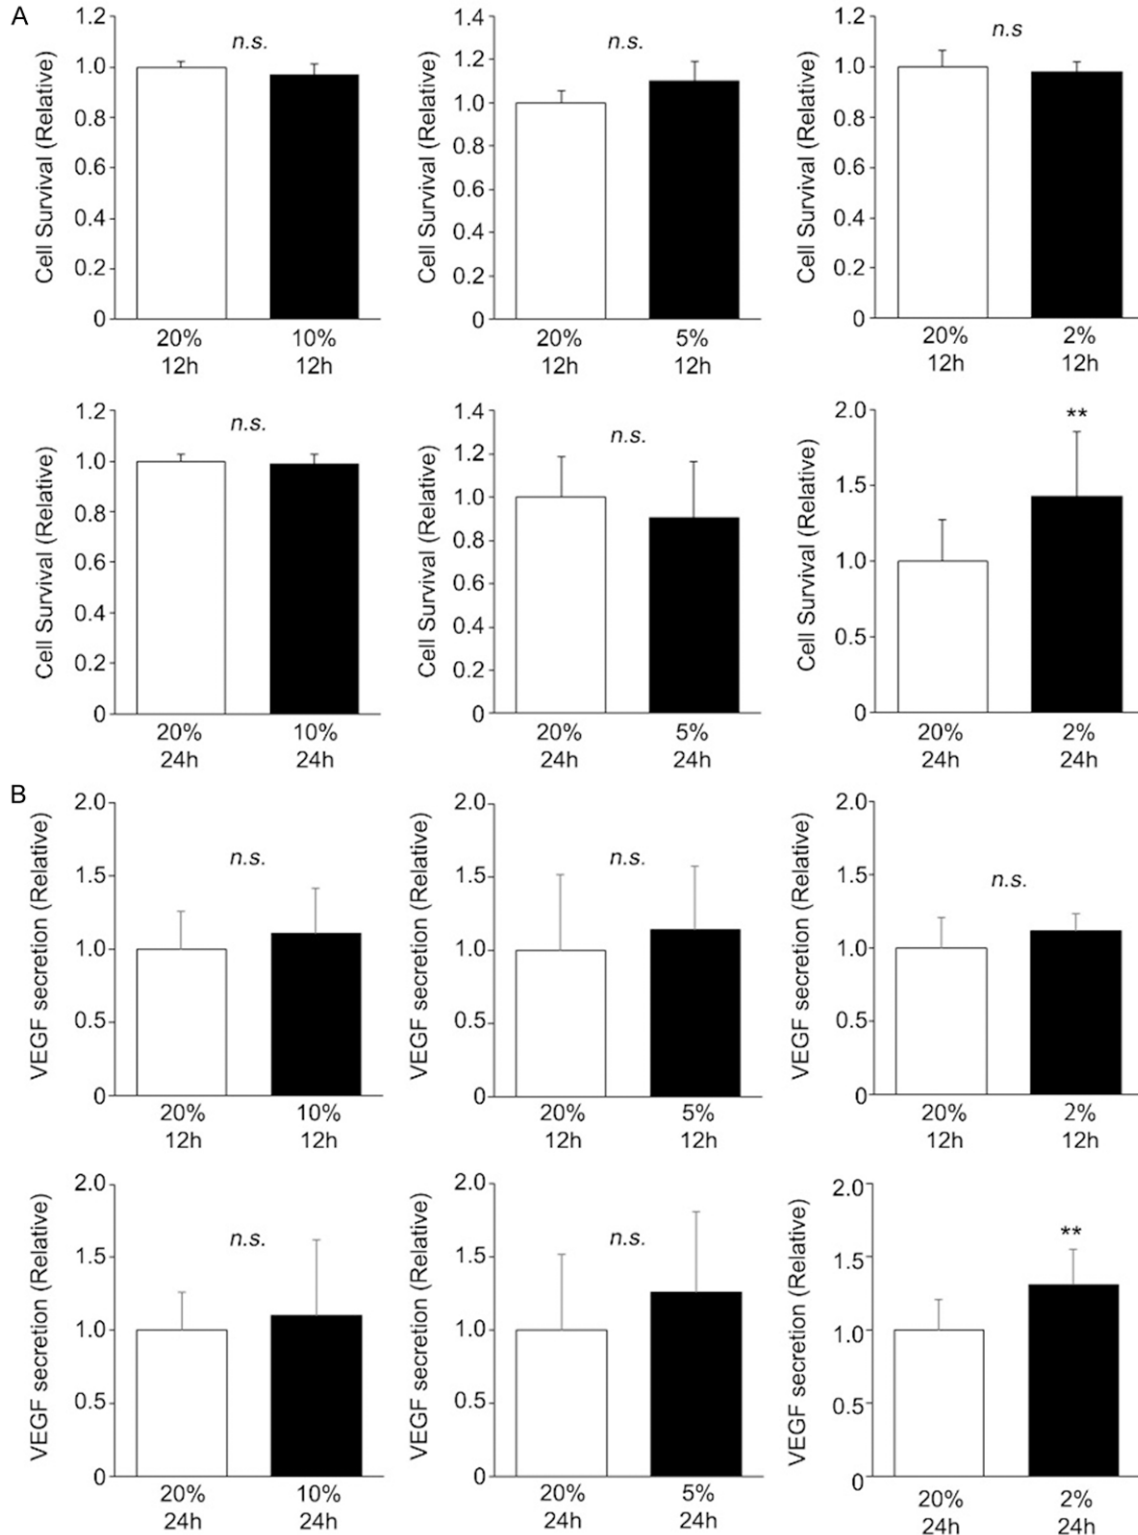 A
Cell Survival (Relative)
1.2
1.0
0.8
0.6
0.4
0.2
0
n.s.
20% 10%
12h 12h
Cell Survival (Relative)
1.4
1.2
1.0
0.8
0.6
0.4
0.2
0
n.s.
20% 5%
12h 12h
Cell Survival (Relative)
1.2
1.0
0.8
0.6
0.4
0.2
0
n.s
20% 2%
12h 12h
Cell Survival (Relative)
1.2
1.0
0.8
0.6
0.4
0.2
0
n.s.
20% 10%
24h 24h
Cell Survival (Relative)
1.4
1.2
1.0
0.8
0.6
0.4
0.2
0
n.s.
20% 5%
24h 24h
Cell Survival (Relative)
2.0
1.5
1.0
0.5
0
**
20% 2%
24h 24h
B
VEGF secretion (Relative)
2.0
1.5
1.0
0.5
0
n.s.
20% 10%
12h 12h
VEGF secretion (Relative)
2.0
1.5
1.0
0.5
0
n.s.
20% 5%
12h 12h
VEGF secretion (Relative)
2.0
1.5
1.0
0.5
0
n.s.
20% 2%
12h 12h
VEGF secretion (Relative)
2.0
1.5
1.0
0.5
0
n.s.
20% 10%
24h 24h
VEGF secretion (Relative)
2.0
1.5
1.0
0.5
0
n.s.
20% 5%
24h 24h
VEGF secretion (Relative)
2.0
1.5
1.0
0.5
0
**
20% 2%
24h 24h